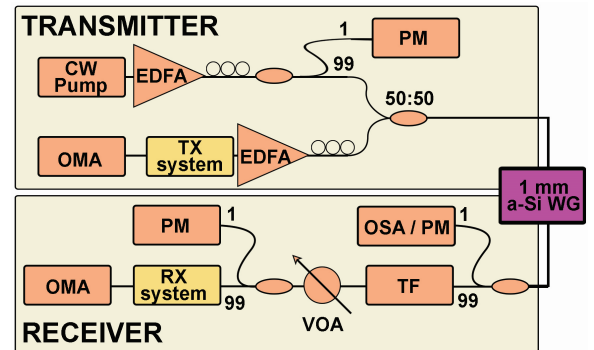 TRANSMITTER
1
PM
CW
Pump
EDFA
99
50:50
OMA
TX
system
EDFA
1 mm
a-Si WG
PM
1
OSA / PM
1
OMA
RX
system
99
VOA
TF
99
RECEIVER